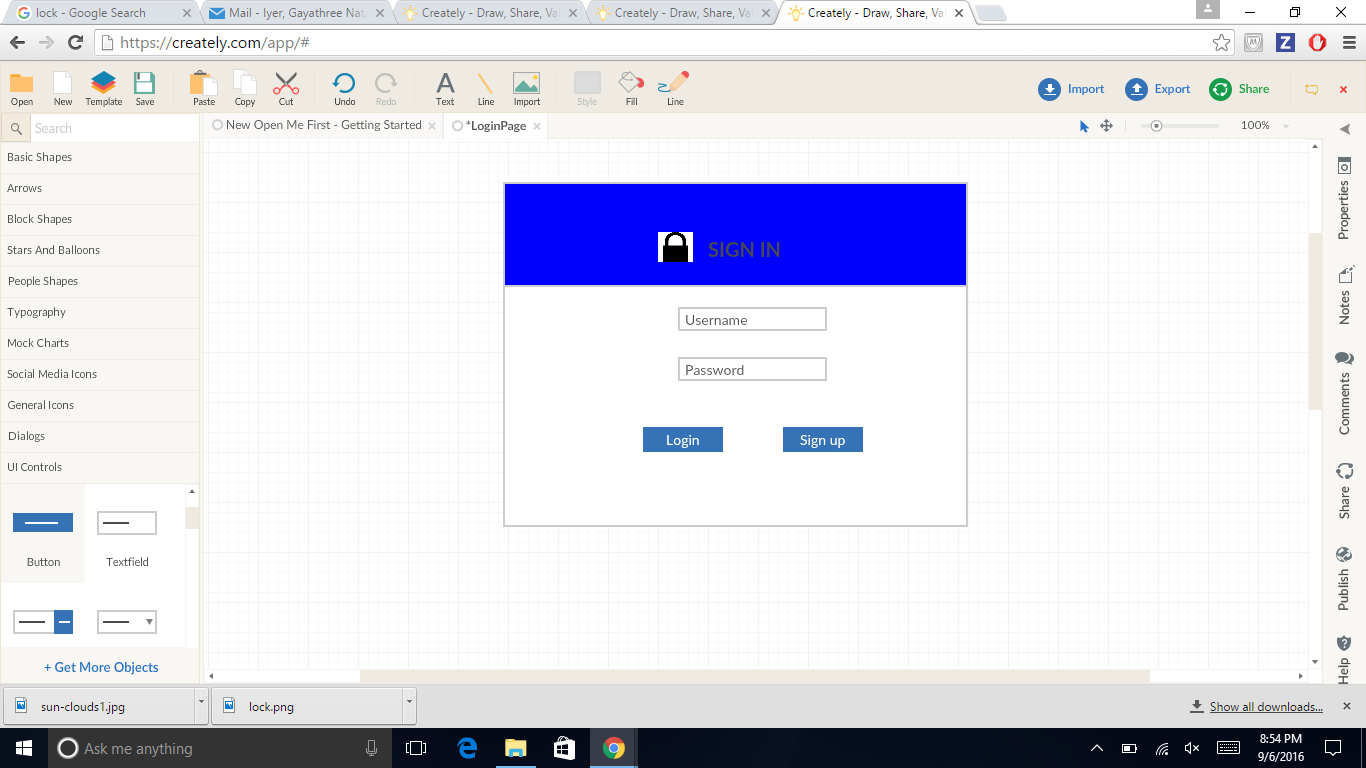 lock - Google Search
Mail - Iyer, Gayathree Nat
Creately - Draw, Share, Val
Creately - Draw, Share, Val
Creately - Draw, Share, Val
https://creately.com/app/#
Z
Open
New
Template
Save
Paste
Copy
Cut
Undo
Redo
A
Text
Line
Import
Style
Fill
Line
Import
Export
Share
Search
New Open Me First - Getting Started
*LoginPage
100%
Basic Shapes
Arrows
Block Shapes
Stars And Balloons
People Shapes
Typography
Mock Charts
Social Media Icons
General Icons
Dialogs
UI Controls
Button
Textfield
+ Get More Objects
SIGN IN
Username
Password
Login
Sign up
Properties
Notes
Comments
Share
Publish
Help
sun-clouds1.jpg
lock.png
Show all downloads...
Ask me anything
8:54 PM
9/6/2016